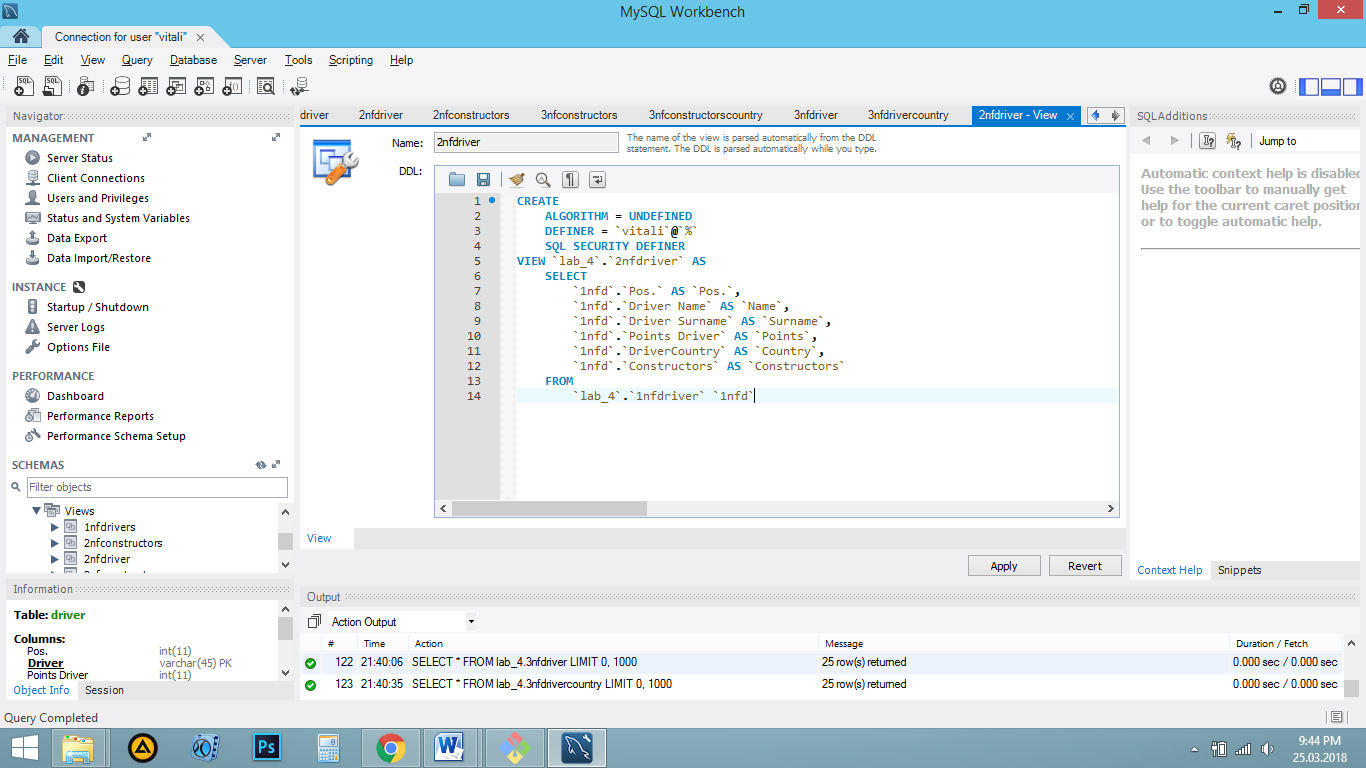 MySQL Workbench
Connection for user "vitali"
File Edit View Query Database Server Tools Scripting Help
Navigator
MANAGEMENT
Server Status
Client Connections
Users and Privileges
Status and System Variables
Data Export
Data Import/Restore
INSTANCE
Startup / Shutdown
Server Logs
Options File
PERFORMANCE
Dashboard
Performance Reports
Performance Schema Setup
SCHEMAS
Filter objects
Views
1nfdrivers
2nfconstructors
2nfdriver
Information
Table: driver
Columns:
Pos. int(11)
Driver varchar(45) PK
Points Driver int(11)
Object Info Session
driver 2nfdriver 2nfconstructors 3nfconstructors 3nfconstructorscountry 3nfdriver 3nfdrivercountry 2nfdriver - View
Name: 2nfdriver
The name of the view is parsed automatically from the DDL
statement. The DDL is parsed automatically while you type.
DDL:
1 CREATE
2 ALGORITHM = UNDEFINED
3 DEFINER = `vitali`@`%`
4 SQL SECURITY DEFINER
5 VIEW `lab_4`.`2nfdriver` AS
6 SELECT
7 `1nfd`.`Pos.` AS `Pos.`,
8 `1nfd`.`Driver Name` AS `Name`,
9 `1nfd`.`Driver Surname` AS `Surname`,
10 `1nfd`.`Points Driver` AS `Points`,
11 `1nfd`.`DriverCountry` AS `Country`,
12 `1nfd`.`Constructors` AS `Constructors`
13 FROM
14 `lab_4`.`1nfdriver` `1nfd`
View
Apply Revert
SQLAdditions
Jump to
Automatic context help is disabled
Use the toolbar to manually get
help for the current caret position
or to toggle automatic help.
Context Help Snippets
Output
Action Output
# Time Action Message Duration / Fetch
122 21:40:06 SELECT * FROM lab_4.3nfdriver LIMIT 0, 1000 25 row(s) returned 0.000 sec / 0.000 sec
123 21:40:35 SELECT * FROM lab_4.3nfdrivercountry LIMIT 0, 1000 25 row(s) returned 0.000 sec / 0.000 sec
Query Completed
Ps
9:44 PM
25.03.2018